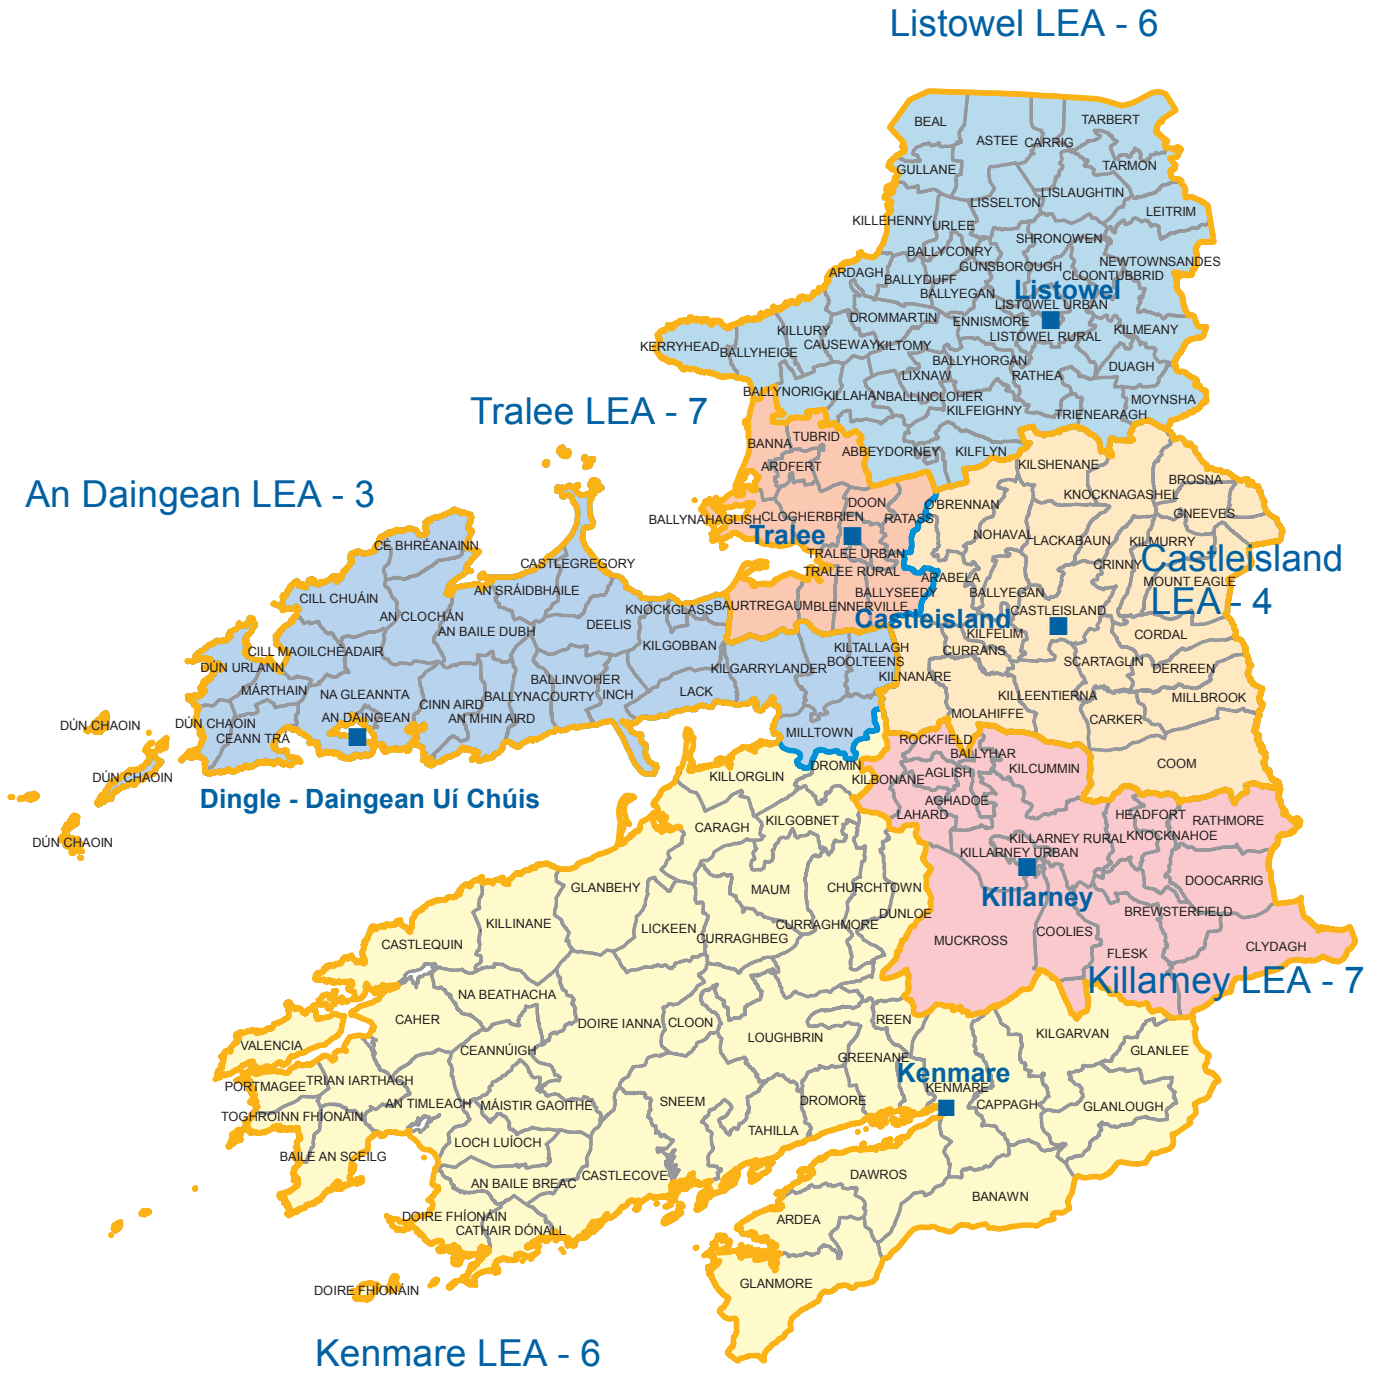 Listowel LEA - 6
BEAL
ASTEE
CARRIG
TARBERT
GULLANE
TARMON
LISSELTON
LISLAUGHTIN
LEITRIM
KILLEHENNY
URLEE
SHRONOWEN
BALLYCONRY
GUNSBOROUGH
NEWTOWNSANDES
ARDAGH
BALLYDUFF
CLOONTUBBRID
BALLYEGAN
Listowel
LISTOWEL URBAN
DROMMARTIN
ENNISMORE
LISTOWEL RURAL
KILMEANY
KERRYHEAD
BALLYHEIGE
KILLURY
CAUSEWAY
KILTOMY
BALLYHORGAN
LIXNAW
RATHEA
DUAGH
BALLYNORIG
KILLAHAN
BALLINCLOHER
KILFEIGHNY
MOYNSHA
TRIENEARAGH
ABBEYDORNEY
KILFLYN
Tralee LEA - 7
BANNA
TUBRID
ARDFERT
DOON
BALLYNAHAGLISH
CLOGHERBRIEN
RATASS
Tralee
TRALEE URBAN
TRALEE RURAL
BALLYSEEDY
BAURTREGAUM
BLENNERVILLE
KILSHENANE
BROSNA
KNOCKNAGASHEL
O'BRENNAN
GNEEVES
NOHAVAL
LACKABAUN
KILMURRY
Castleisland
LEA - 4
CRINNY
ARABELA
BALLYEGAN
MOUNT EAGLE
Castleisland
CASTLEISLAND
KILFELIM
CURRANS
CORDAL
SCARTAGLIN
DERREEN
KILNANARE
KILLEENTIERNA
MILLBROOK
MOLAHIFFE
CARKER
COOM
An Daingean LEA - 3
CÉ BHRÉANAINN
CASTLEGREGORY
CILL CHUÁIN
AN SRÁIDBHAILE
AN CLOCHÁN
KNOCKGLASS
AN BAILE DUBH
DEELIS
KILGOBBAN
CILL MAOILCHÉADAIR
KILTALLAGH
KILGARRYLANDER
BOOLTEENS
DÚN URLANN
MÁRTHAIN
NA GLEANNTA
BALLINVOHER
CINN AIRD
BALLYNACOURTY
INCH
LACK
DÚN CHAOIN
DÚN CHAOIN
AN DAINGEAN
AN MHIN AIRD
CEANN TRÁ
MILLTOWN
DÚN CHAOIN
Dingle - Daingean Uí Chúis
DÚN CHAOIN
ROCKFIELD
BALLYHAR
KILBONANE
AGLISH
KILCUMMIN
AGHADOE
LAHARD
HEADFORT
RATHMORE
KILLARNEY RURAL
KNOCKNAHOE
KILLARNEY URBAN
DOOCARRIG
Killarney
BREWSTERFIELD
MUCKROSS
COOLIES
FLESK
CLYDAGH
Killarney LEA - 7
KILLORGLIN
DROMIN
CARAGH
KILGOBNET
GLANBEHY
MAUM
CHURCHTOWN
KILLINANE
LICKEEN
DUNLOE
CURRAGHMORE
CURRAGHBEG
CASTLEQUIN
NA BEATHACHA
CAHER
DOIRE IANNA
CLOON
LOUGHBRIN
REEN
KILGARVAN
VALENCIA
CEANNÚIGH
GREENANE
GLANLEE
PORTMAGEE
TRIAN IARTHACH
Kenmare
KENMARE
AN TIMLEACH
MÁISTIR GAOITHE
SNEEM
DROMORE
CAPPAGH
GLANLOUGH
TOGHROINN FHIONÁIN
TAHILLA
LOCH LUÍOCH
BAILE AN SCEILG
AN BAILE BREAC
CASTLECOVE
DAWROS
BANAWN
DOIRE FHÍONÁIN
CATHAIR DÓNALL
ARDEA
DOIRE FHÍONÁIN
GLANMORE
Kenmare LEA - 6